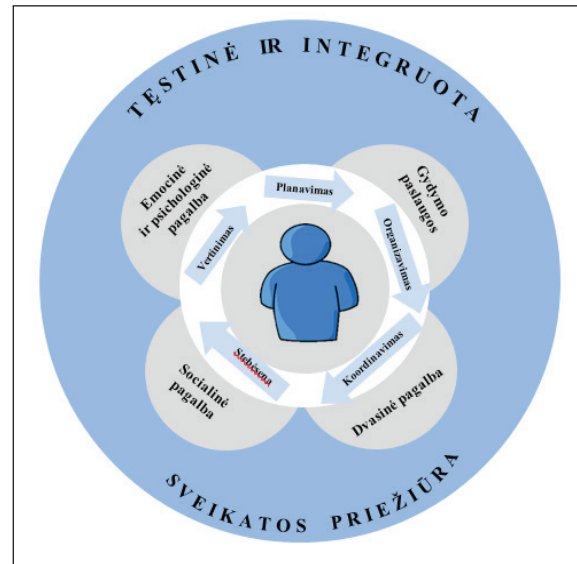 TĘSTINĖ IR INTEGRUOTA
Emocinė
ir psichologinė
pagalba
Gydymo
paslaugos
Planavimas
Vertinimas
Organizavimas
Stebėsena
Koordinavimas
Socialinė
pagalba
Dvasinė pagalba
SVEIKATOS PRIEŽIŪRA